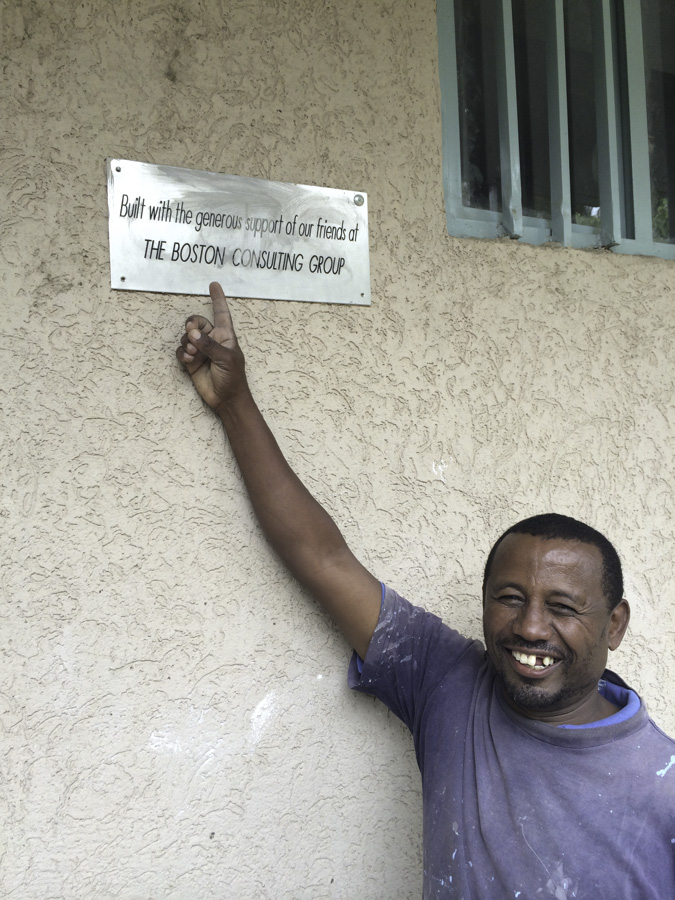 Built with the generous support of our friends at
THE BOSTON CONSULTING GROUP